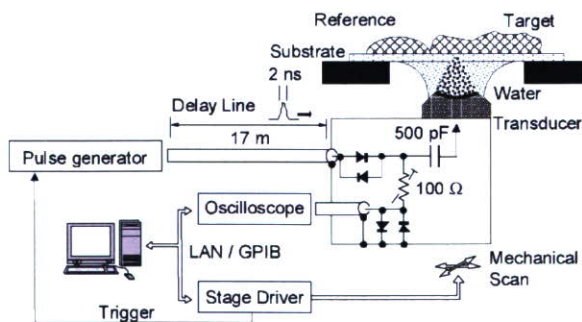 Reference
Target
Substrate
2 ns
Water
Delay Line
Transducer
17 m
500 pF
Pulse generator
100 Ω
Oscilloscope
LAN / GPIB
Mechanical
Scan
Stage Driver
Trigger